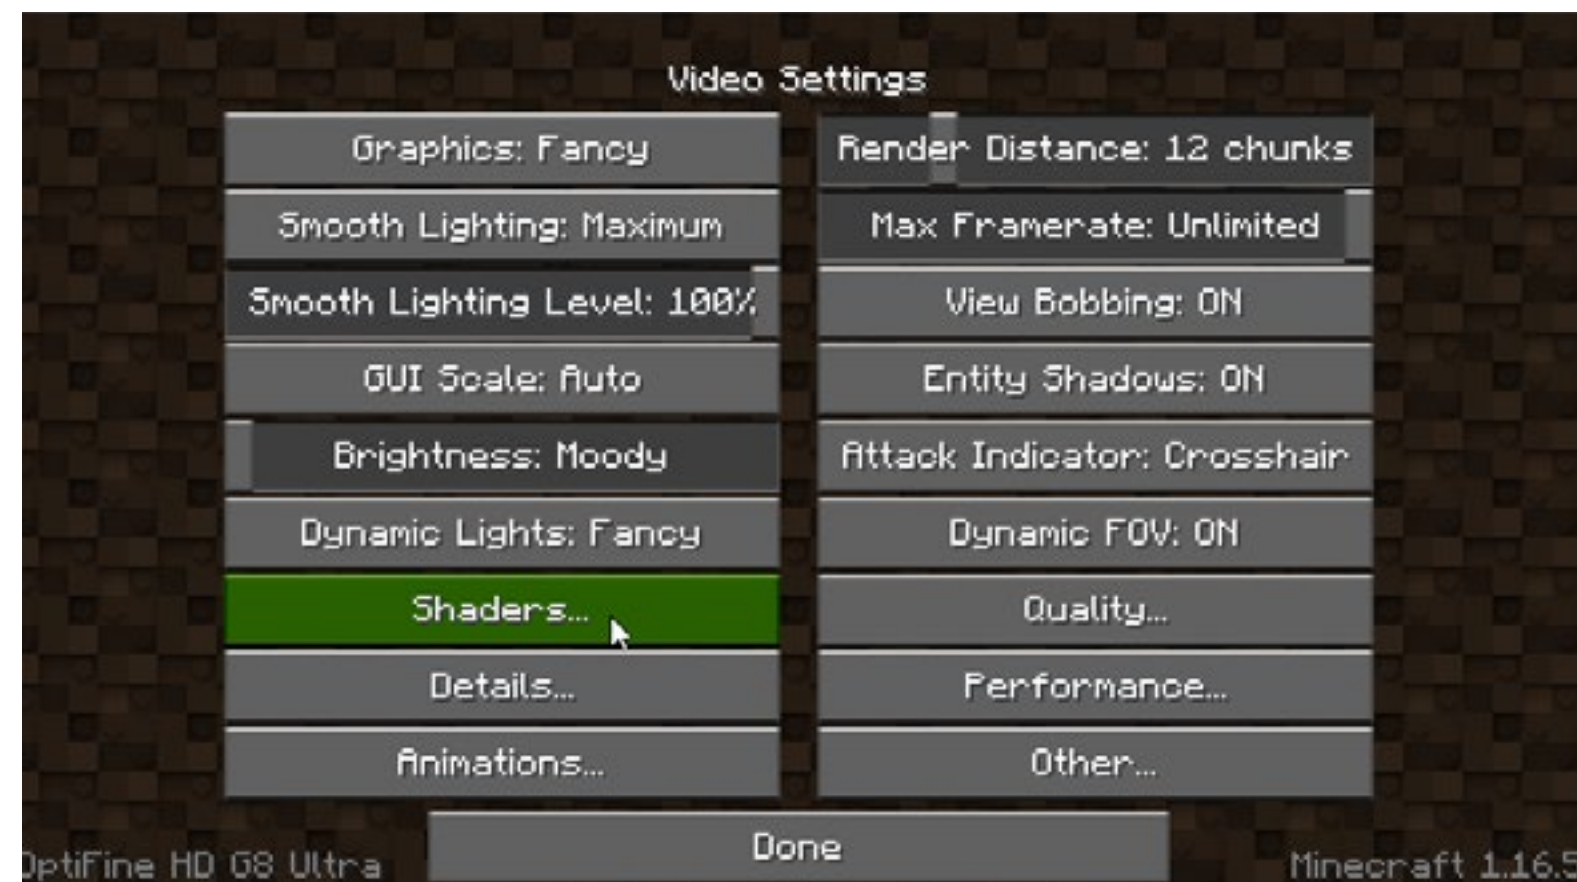 Video Settings
Graphics: Fancy
Render Distance: 12 chunks
Smooth Lighting: Maximum
Max Framerate: Unlimited
Smooth Lighting Level: 100%
View Bobbing: ON
GUI Scale: Auto
Entity Shadows: ON
Brightness: Moody
Attack Indicator: Crosshair
Dynamic Lights: Fancy
Dynamic FOV: ON
Shaders...
Quality...
Details...
Performance...
Animations...
Other...
Done
OptiFine HD G8 Ultra
Minecraft 1.16.5